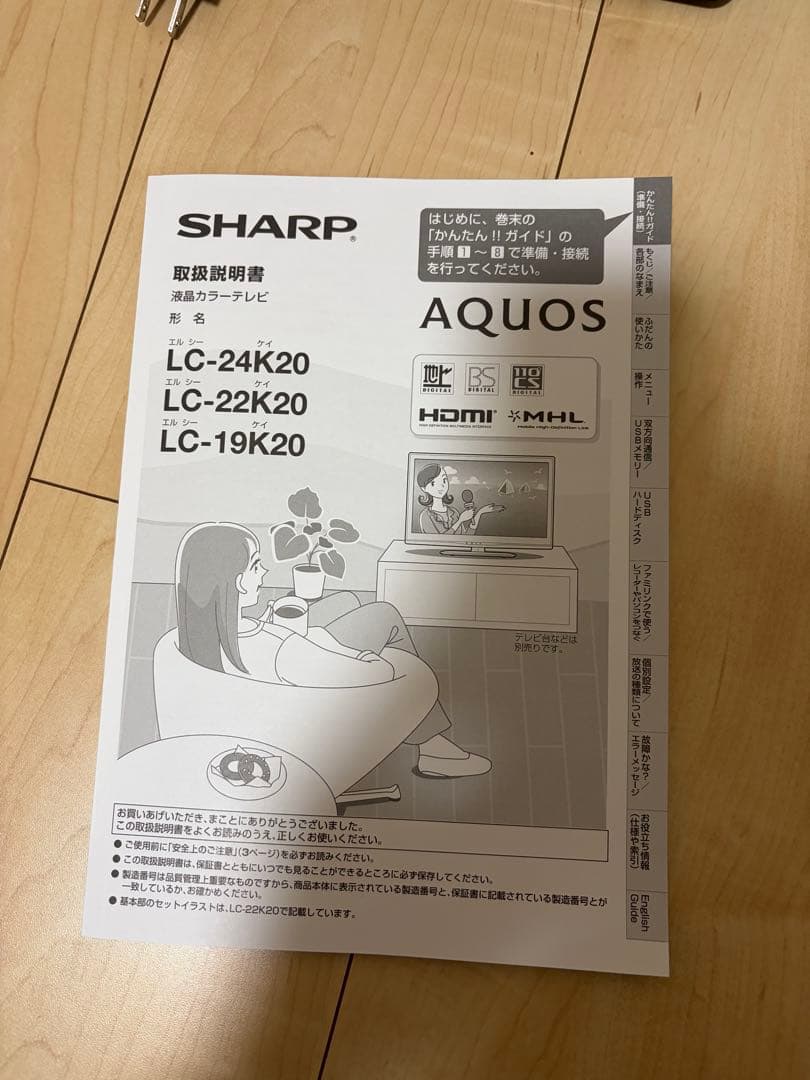 SHARP®
はじめに、巻末の
「かんたん!!ガイド」の
手順1～8で準備・接続
を行ってください。
取扱説明書
液晶カラーテレビ
形名
AQUOS
エル シー ケイ
LC-24K20
エル シー ケイ
LC-22K20
エル シー ケイ
LC-19K20
地上 DIGITAL
BS DIGITAL
110 CS DIGITAL
HDMI®
HIGH-DEFINITION MULTIMEDIA INTERFACE
MHL
Mobile High-Definition Link
テレビ台などは
別売りです。
お買いあげいただき、まことにありがとうございました。
この取扱説明書をよくお読みのうえ、正しくお使いください。
● ご使用前に「安全上のご注意」(3ページ)を必ずお読みください。
● この取扱説明書は、保証書とともにいつでも見ることができるところに必ず保存してください。
● 製造番号は品質管理上重要なものですから、商品本体に表示されている製造番号と、保証書に記載されている製造番号とが
一致しているか、お確かめください。
● 基本部のセットイラストは、LC-22K20で記載しています。
かんたん!!ガイド
(準備・接続)
もくじ/ご注意/
各部のなまえ
ふだんの
使いかた
メニュー
操作
双方向通信/
USBメモリー
USB
ハードディスク
ファミリンクで使う/
レコーダーやパソコンをつなぐ
個別設定/
放送の種類について
故障かな?/
エラーメッセージ
お役立ち情報
(仕様や索引)
English
Guide